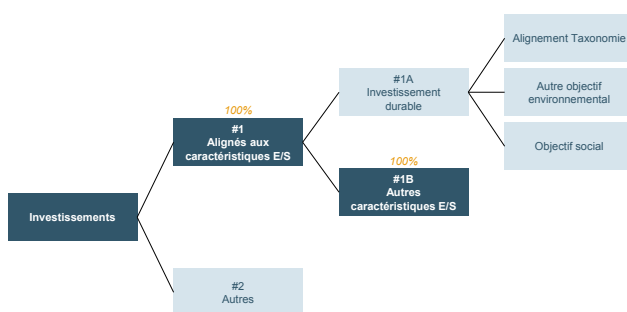 Investissements
100%
#1
Alignés aux
caractéristiques E/S
#2
Autres
#1A
Investissement
durable
100%
#1B
Autres
caractéristiques E/S
Alignement Taxonomie
Autre objectif
environnemental
Objectif social